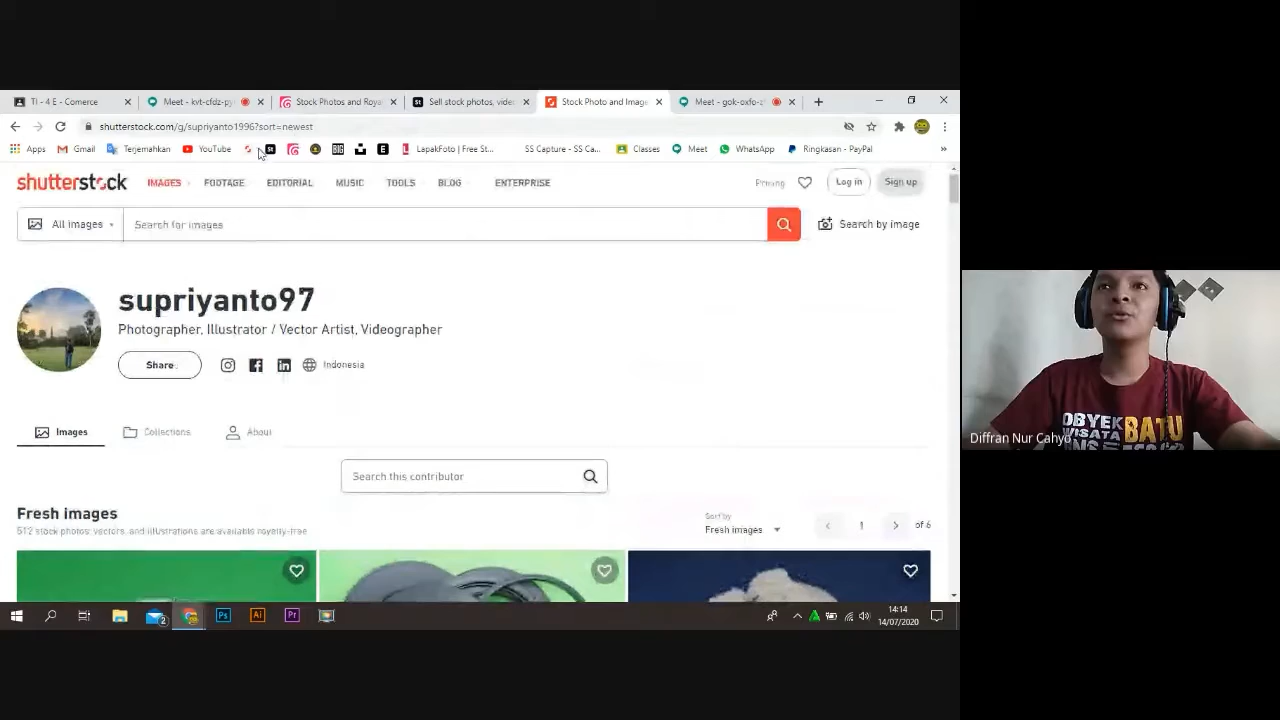 TI - 4 E - Comerce
Meet - kvt-cfdz-py
Stock Photos and Roya
Sell stock photos, vide
Stock Photo and Image
Meet - gok-oxfo-z
shutterstock.com/g/supriyanto1996?sort=newest
Apps Gmail Terjemahkan YouTube LapakFoto | Free St... SS Capture - SS Ca... Classes Meet WhatsApp Ringkasan - PayPal »
shutterstock IMAGES FOOTAGE EDITORIAL MUSIC TOOLS BLOG ENTERPRISE Pricing Log in Sign up
All images Search for images Search by image
supriyanto97
Photographer, Illustrator / Vector Artist, Videographer
Share Indonesia
Images Collections About
Search this contributor
Fresh images
512 stock photos, vectors, and illustrations are available royalty-free
Sort by
Fresh images 1 of 6
14:14
14/07/2020
OBYEK
WISATA BATU
Diffran Nur Cahyo